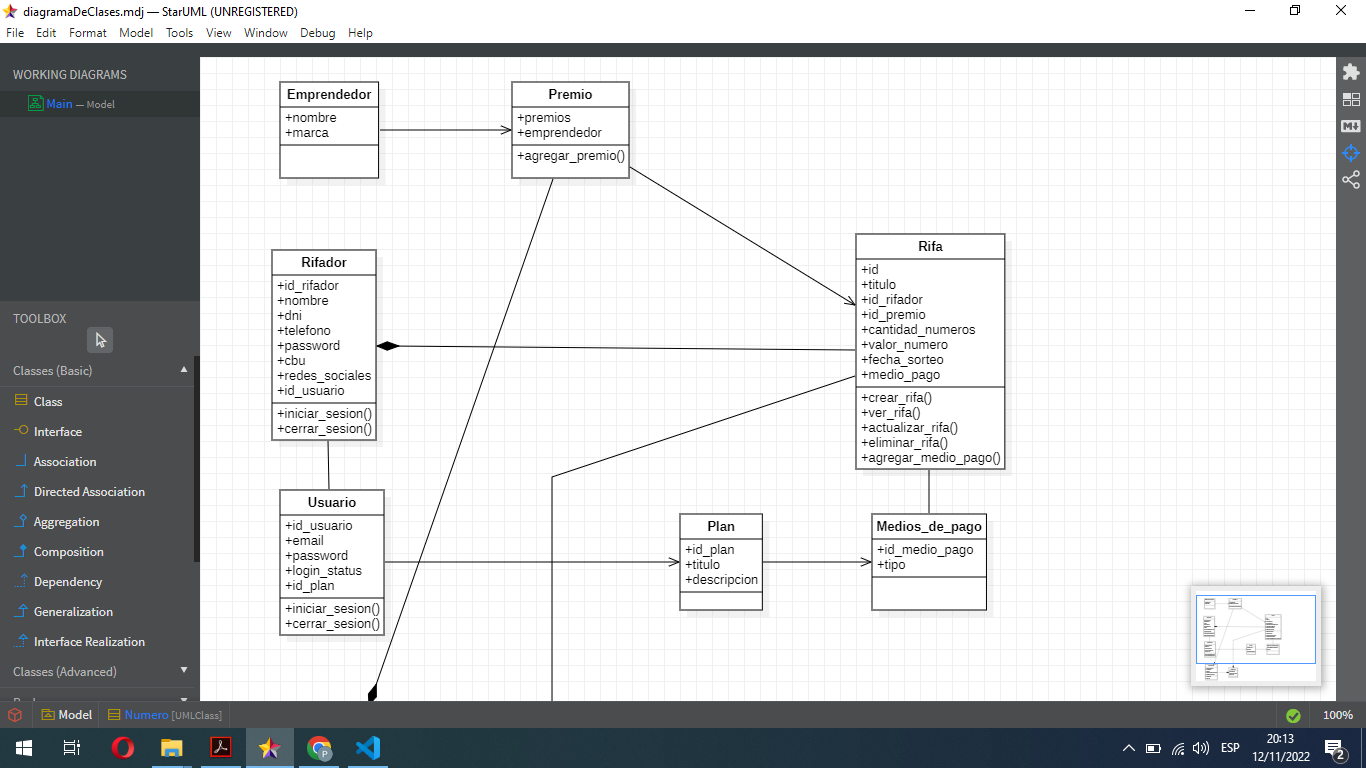 diagramaDeClases.mdj — StarUML (UNREGISTERED)
File Edit Format Model Tools View Window Debug Help
WORKING DIAGRAMS
Main — Model
TOOLBOX
Classes (Basic)
Class
Interface
Association
Directed Association
Aggregation
Composition
Dependency
Generalization
Interface Realization
Classes (Advanced)
Emprendedor
+nombre
+marca
Premio
+premios
+emprendedor
+agregar_premio()
Rifador
+id_rifador
+nombre
+dni
+telefono
+password
+cbu
+redes_sociales
+id_usuario
+iniciar_sesion()
+cerrar_sesion()
Rifa
+id
+titulo
+id_rifador
+id_premio
+cantidad_numeros
+valor_numero
+fecha_sorteo
+medio_pago
+crear_rifa()
+ver_rifa()
+actualizar_rifa()
+eliminar_rifa()
+agregar_medio_pago()
Usuario
+id_usuario
+email
+password
+login_status
+id_plan
+iniciar_sesion()
+cerrar_sesion()
Plan
+id_plan
+titulo
+descripcion
Medios_de_pago
+id_medio_pago
+tipo
M
Model Numero [UMLClass] 100%
P
ESP
20:13
12/11/2022
2